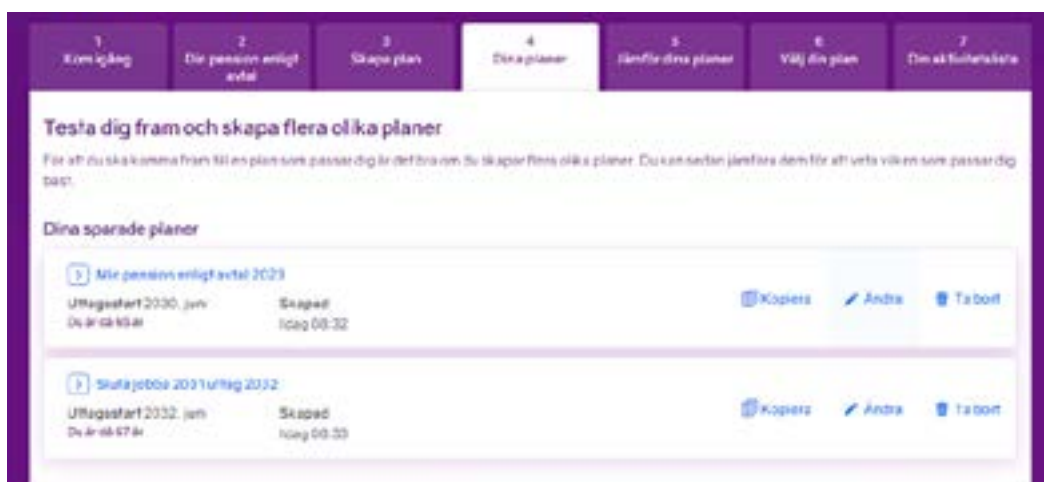 1
Kom igång
2
Din pension enligt
avtal
3
Skapa plan
4
Dina planer
5
Jämför dina planer
6
Välj din plan
7
Din aktivitetslista
Testa dig fram och skapa flera olika planer
För att du ska komma fram till en plan som passar dig är det bra om du skapar flera olika planer. Du kan sedan jämföra dem för att veta vilken som passar dig
bäst.
Dina sparade planer
Min pension enligt avtal 2023
Uttagsstart 2030, juni Skapad
Du är då 65 år Idag 08:32
Kopiera Ändra Ta bort
Sluta jobba 2031 uttag 2032
Uttagsstart 2032, juni Skapad
Du är då 67 år Idag 08:33
Kopiera Ändra Ta bort